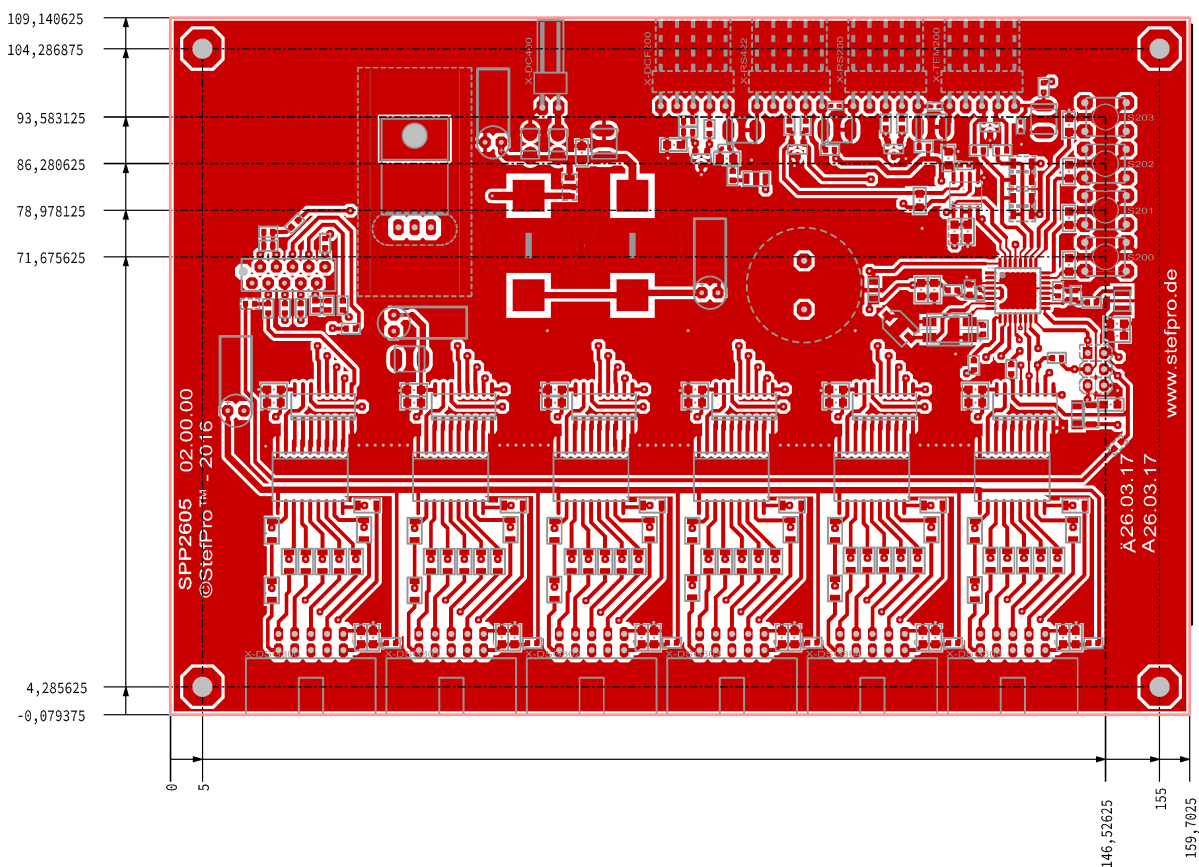 109,140625
104,286875
93,583125
86,280625
78,978125
71,675625
4,285625
-0,079375
0
5
146,52625
155
159,7025
X-DC400
X-DCF200
X-RS422
X-RS200
X-TEM200
S203
S202
S201
S200
www.stefpro.de
SPP2605 02.00.00
©StefPro™ - 2016
Ä26.03.17
A26.03.17